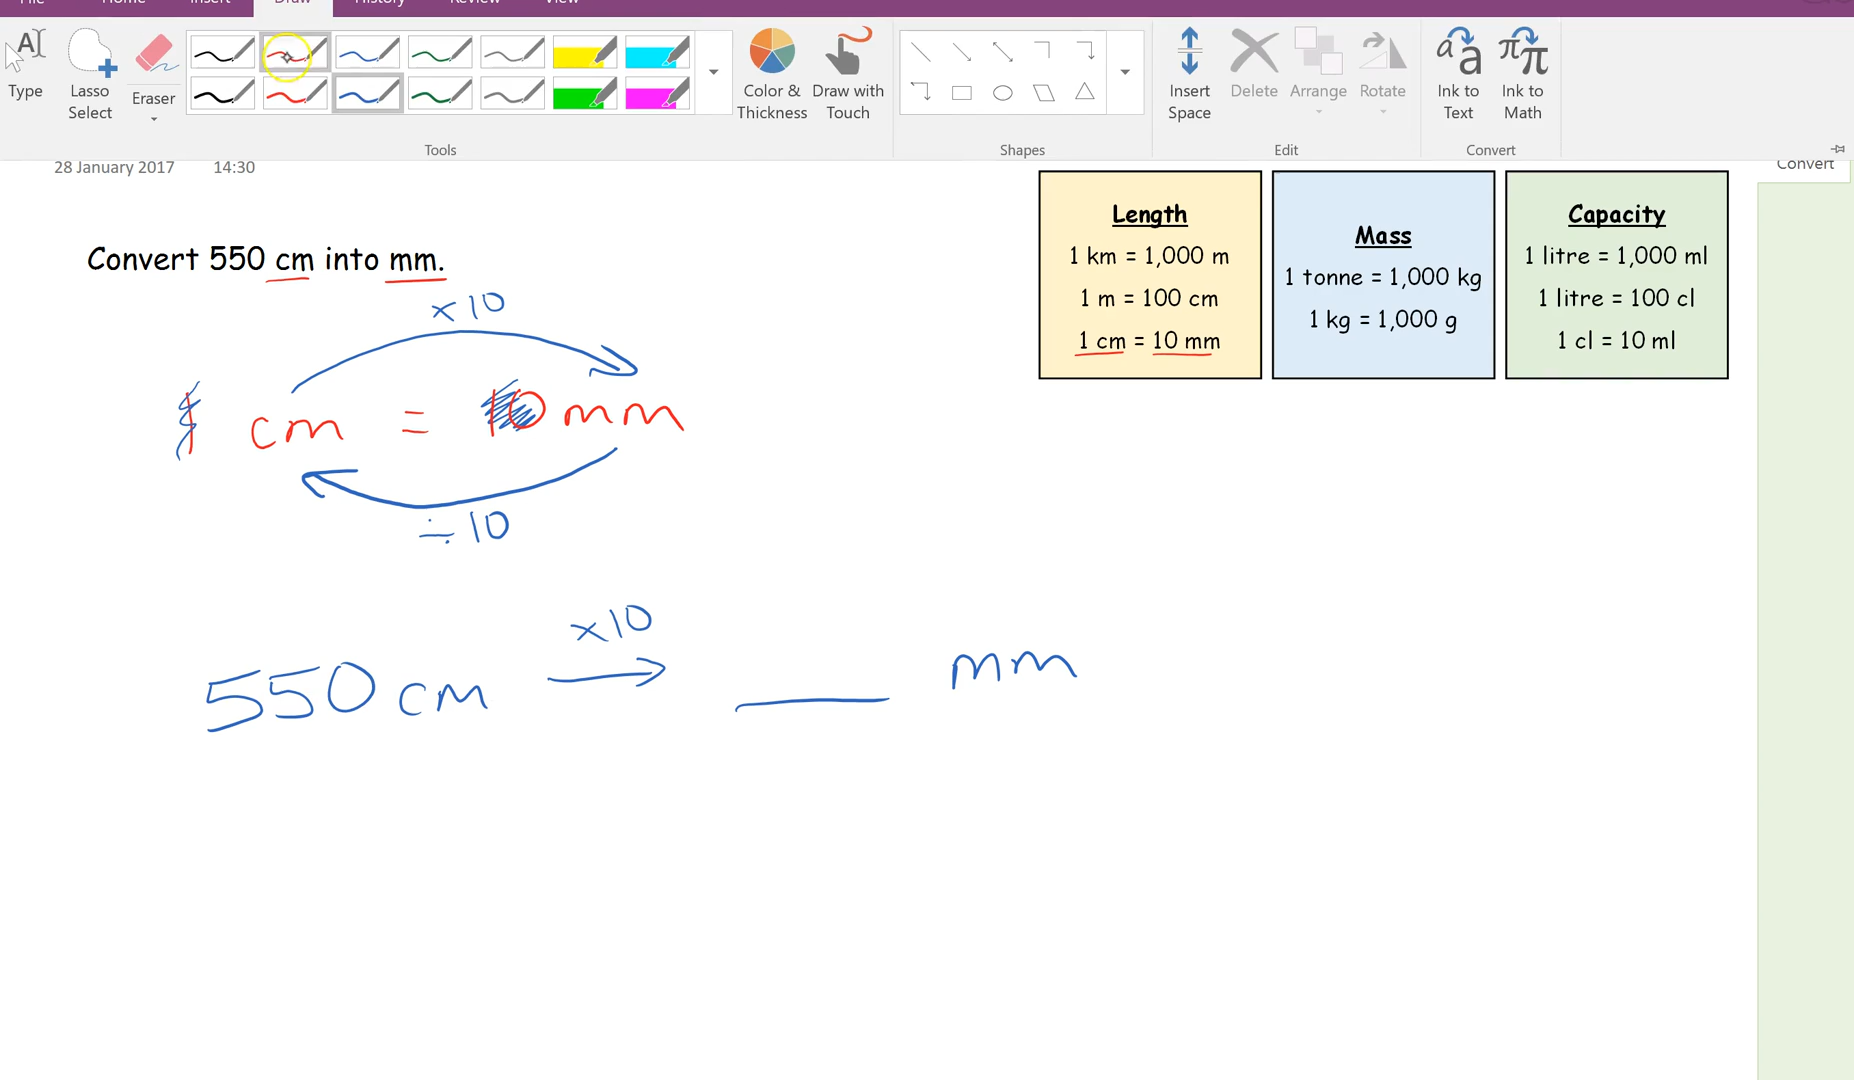 File Home Insert Draw History Review View
Type
Lasso Select
Eraser
Color & Thickness
Draw with Touch
Insert Space
Delete
Arrange
Rotate
Ink to Text
Ink to Math
Tools
Shapes
Edit
Convert
28 January 2017 14:30
Convert
Convert 550 cm into mm.
Length
1 km = 1,000 m
1 m = 100 cm
1 cm = 10 mm
Mass
1 tonne = 1,000 kg
1 kg = 1,000 g
Capacity
1 litre = 1,000 ml
1 litre = 100 cl
1 cl = 10 ml
×10
1 cm = 10 mm
÷10
×10
550 cm → ___ mm